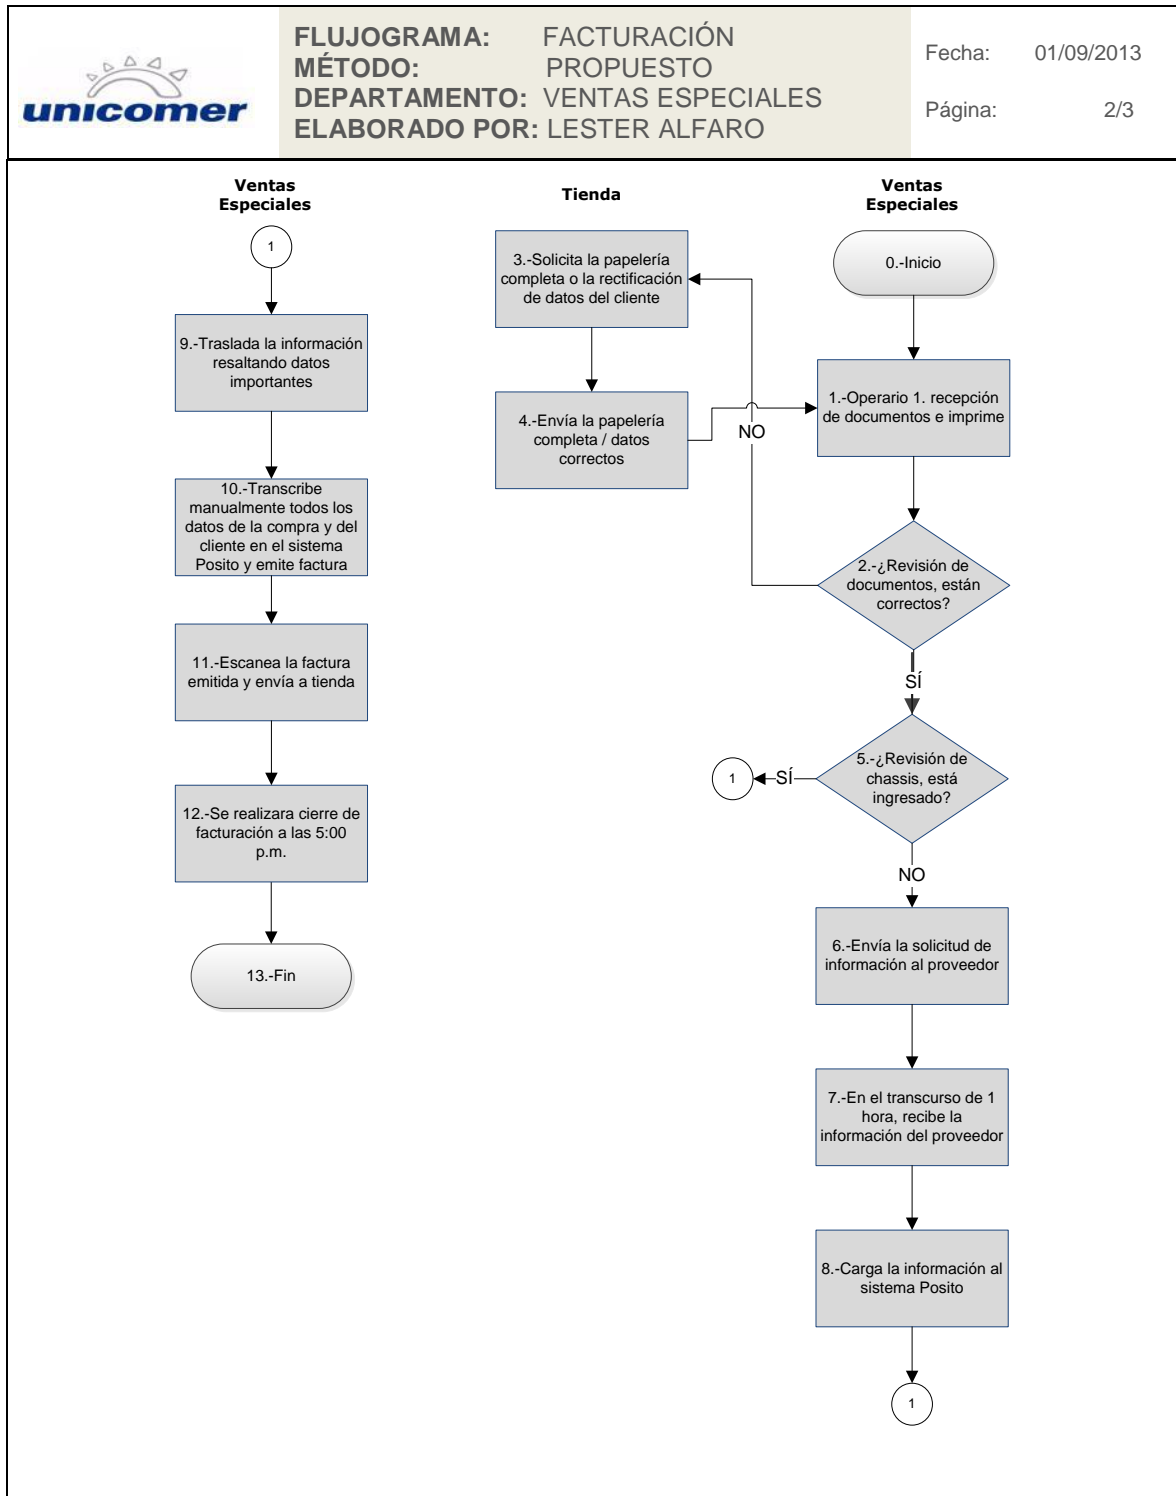 unicomer
FLUJOGRAMA: FACTURACIÓN
MÉTODO: PROPUESTO
DEPARTAMENTO: VENTAS ESPECIALES
ELABORADO POR: LESTER ALFARO
Fecha: 01/09/2013
Página: 2/3
Ventas
Especiales
1
9.-Traslada la información
resaltando datos
importantes
10.-Transcribe
manualmente todos los
datos de la compra y del
cliente en el sistema
Posito y emite factura
11.-Escanea la factura
emitida y envía a tienda
12.-Se realizara cierre de
facturación a las 5:00
p.m.
13.-Fin
Tienda
3.-Solicita la papelería
completa o la rectificación
de datos del cliente
4.-Envía la papelería
completa / datos
correctos
NO
Ventas
Especiales
0.-Inicio
1.-Operario 1. recepción
de documentos e imprime
2.-¿Revisión de
documentos, están
correctos?
SÍ
5.-¿Revisión de
chassis, está
ingresado?
SÍ
1
NO
6.-Envía la solicitud de
información al proveedor
7.-En el transcurso de 1
hora, recibe la
información del proveedor
8.-Carga la información al
sistema Posito
1